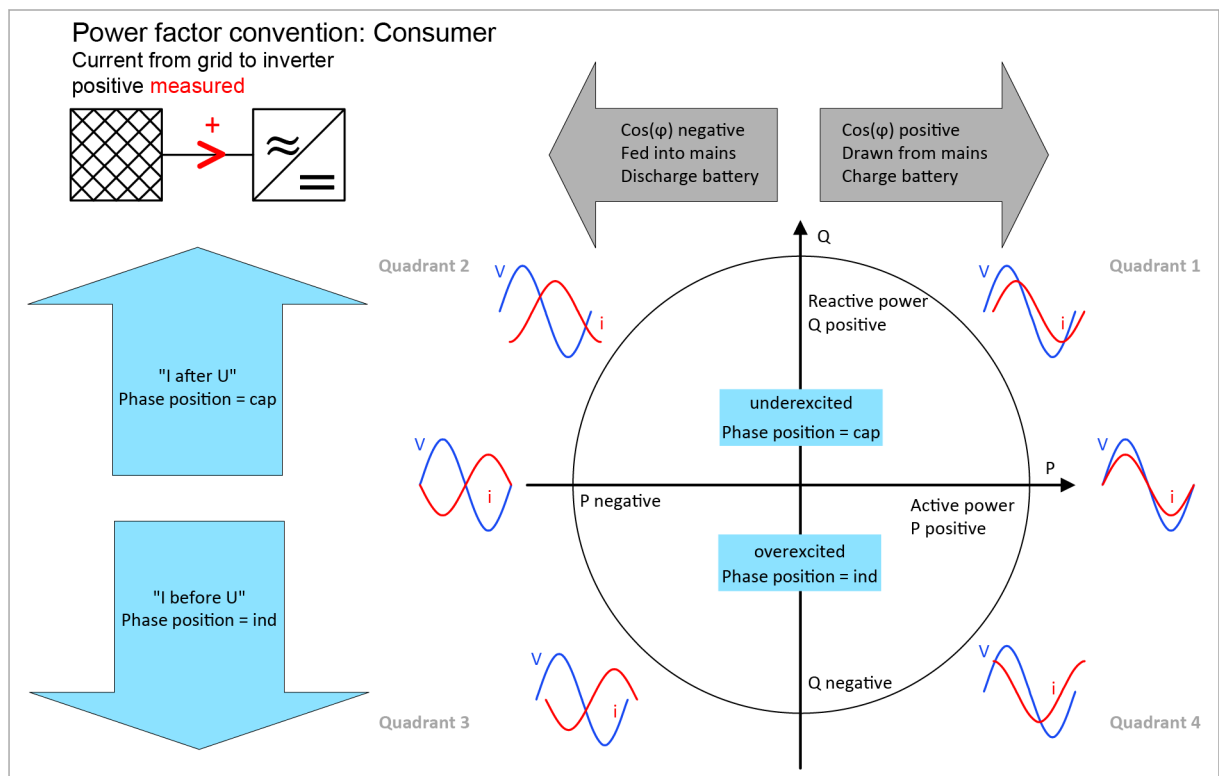 Power factor convention: Consumer
Current from grid to inverter
positive measured
+
Cos(φ) negative
Fed into mains
Discharge battery
Cos(φ) positive
Drawn from mains
Charge battery
Q
Quadrant 2
V
i
Reactive power
Q positive
V
i
Quadrant 1
"I after U"
Phase position = cap
underexcited
Phase position = cap
V
i
P
V
i
P negative
Active power
P positive
overexcited
Phase position = ind
"I before U"
Phase position = ind
V
i
Q negative
V
i
Quadrant 3
Quadrant 4